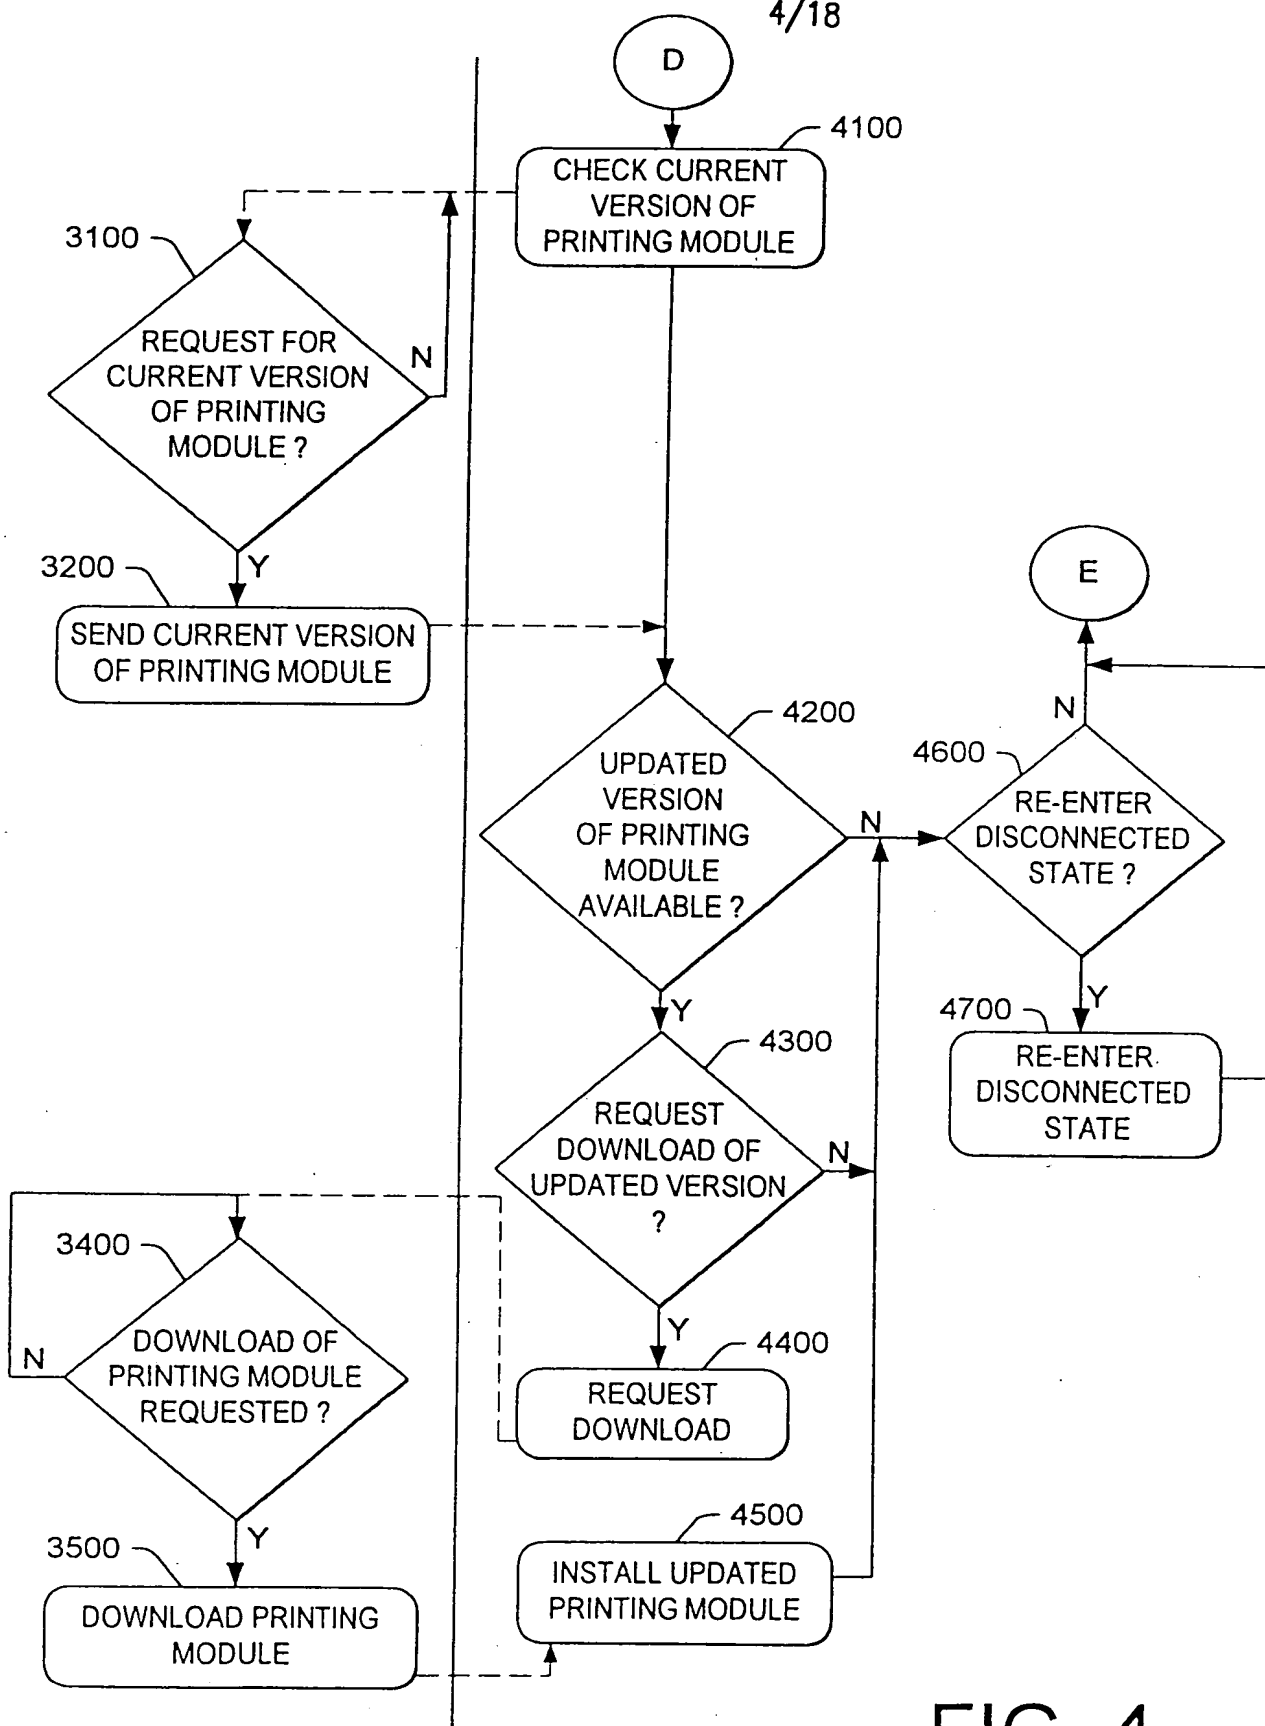 4/18
D
4100
CHECK CURRENT
VERSION OF
PRINTING MODULE
3100
REQUEST FOR
CURRENT VERSION
OF PRINTING
MODULE ?
N
Y
3200
SEND CURRENT VERSION
OF PRINTING MODULE
4200
UPDATED
VERSION
OF PRINTING
MODULE
AVAILABLE ?
N
Y
E
N
4600
RE-ENTER
DISCONNECTED
STATE ?
Y
4700
RE-ENTER
DISCONNECTED
STATE
4300
REQUEST
DOWNLOAD OF
UPDATED VERSION
?
N
Y
3400
DOWNLOAD OF
PRINTING MODULE
REQUESTED ?
N
Y
4400
REQUEST
DOWNLOAD
3500
DOWNLOAD PRINTING
MODULE
4500
INSTALL UPDATED
PRINTING MODULE
FIG. 4